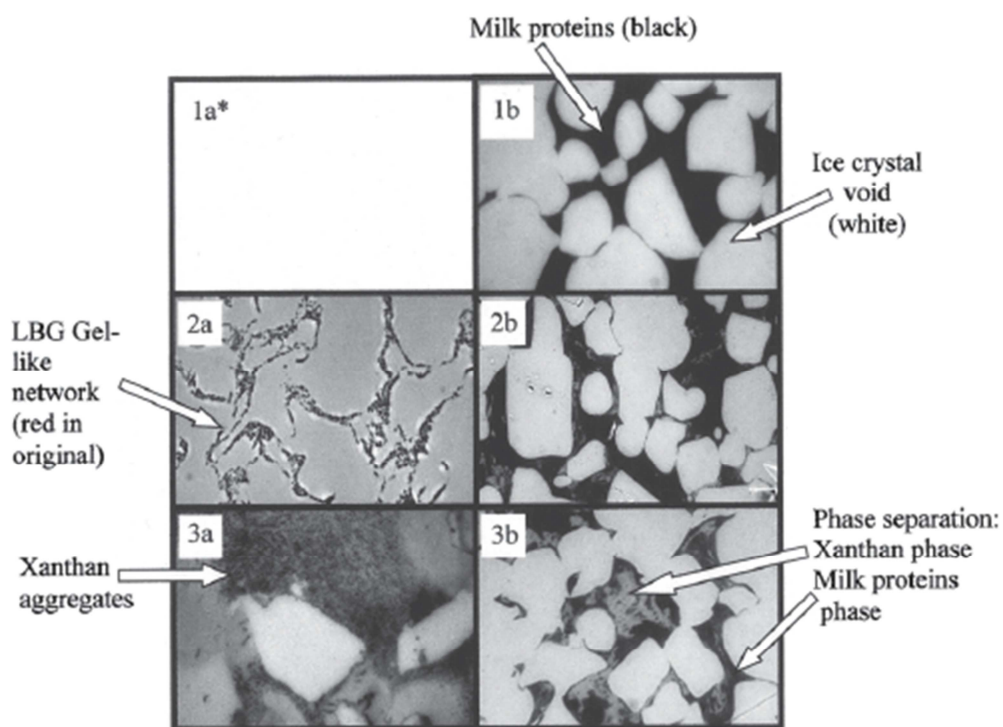 Milk proteins (black)
1a*
1b
Ice crystal
void
(white)
LBG Gel-
like
network
(red in
original)
2a
2b
Xanthan
aggregates
3a
3b
Phase separation:
Xanthan phase
Milk proteins
phase